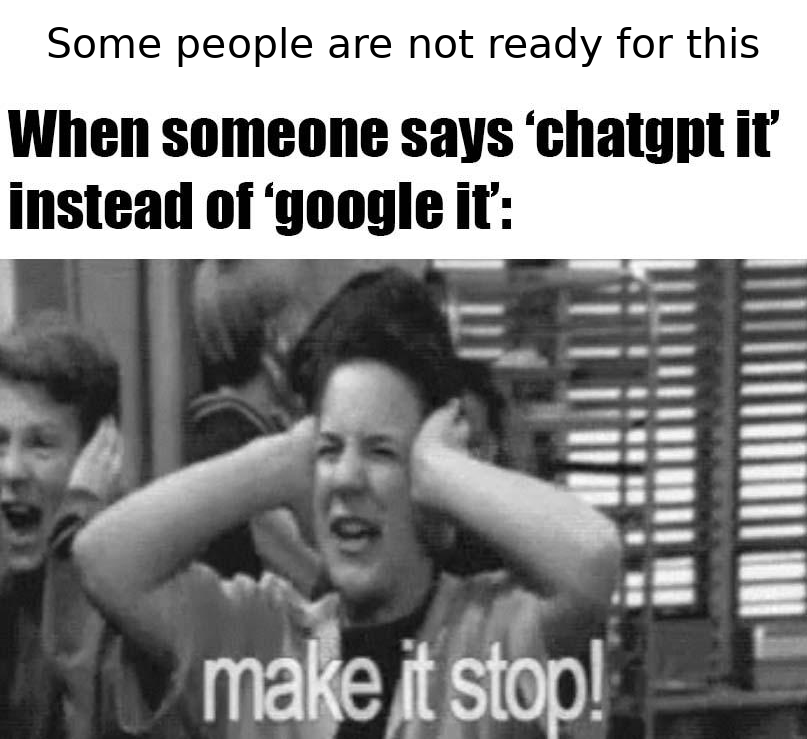 Some people are not ready for this
When someone says ‘chatgpt it’
instead of ‘google it’:
make it stop!